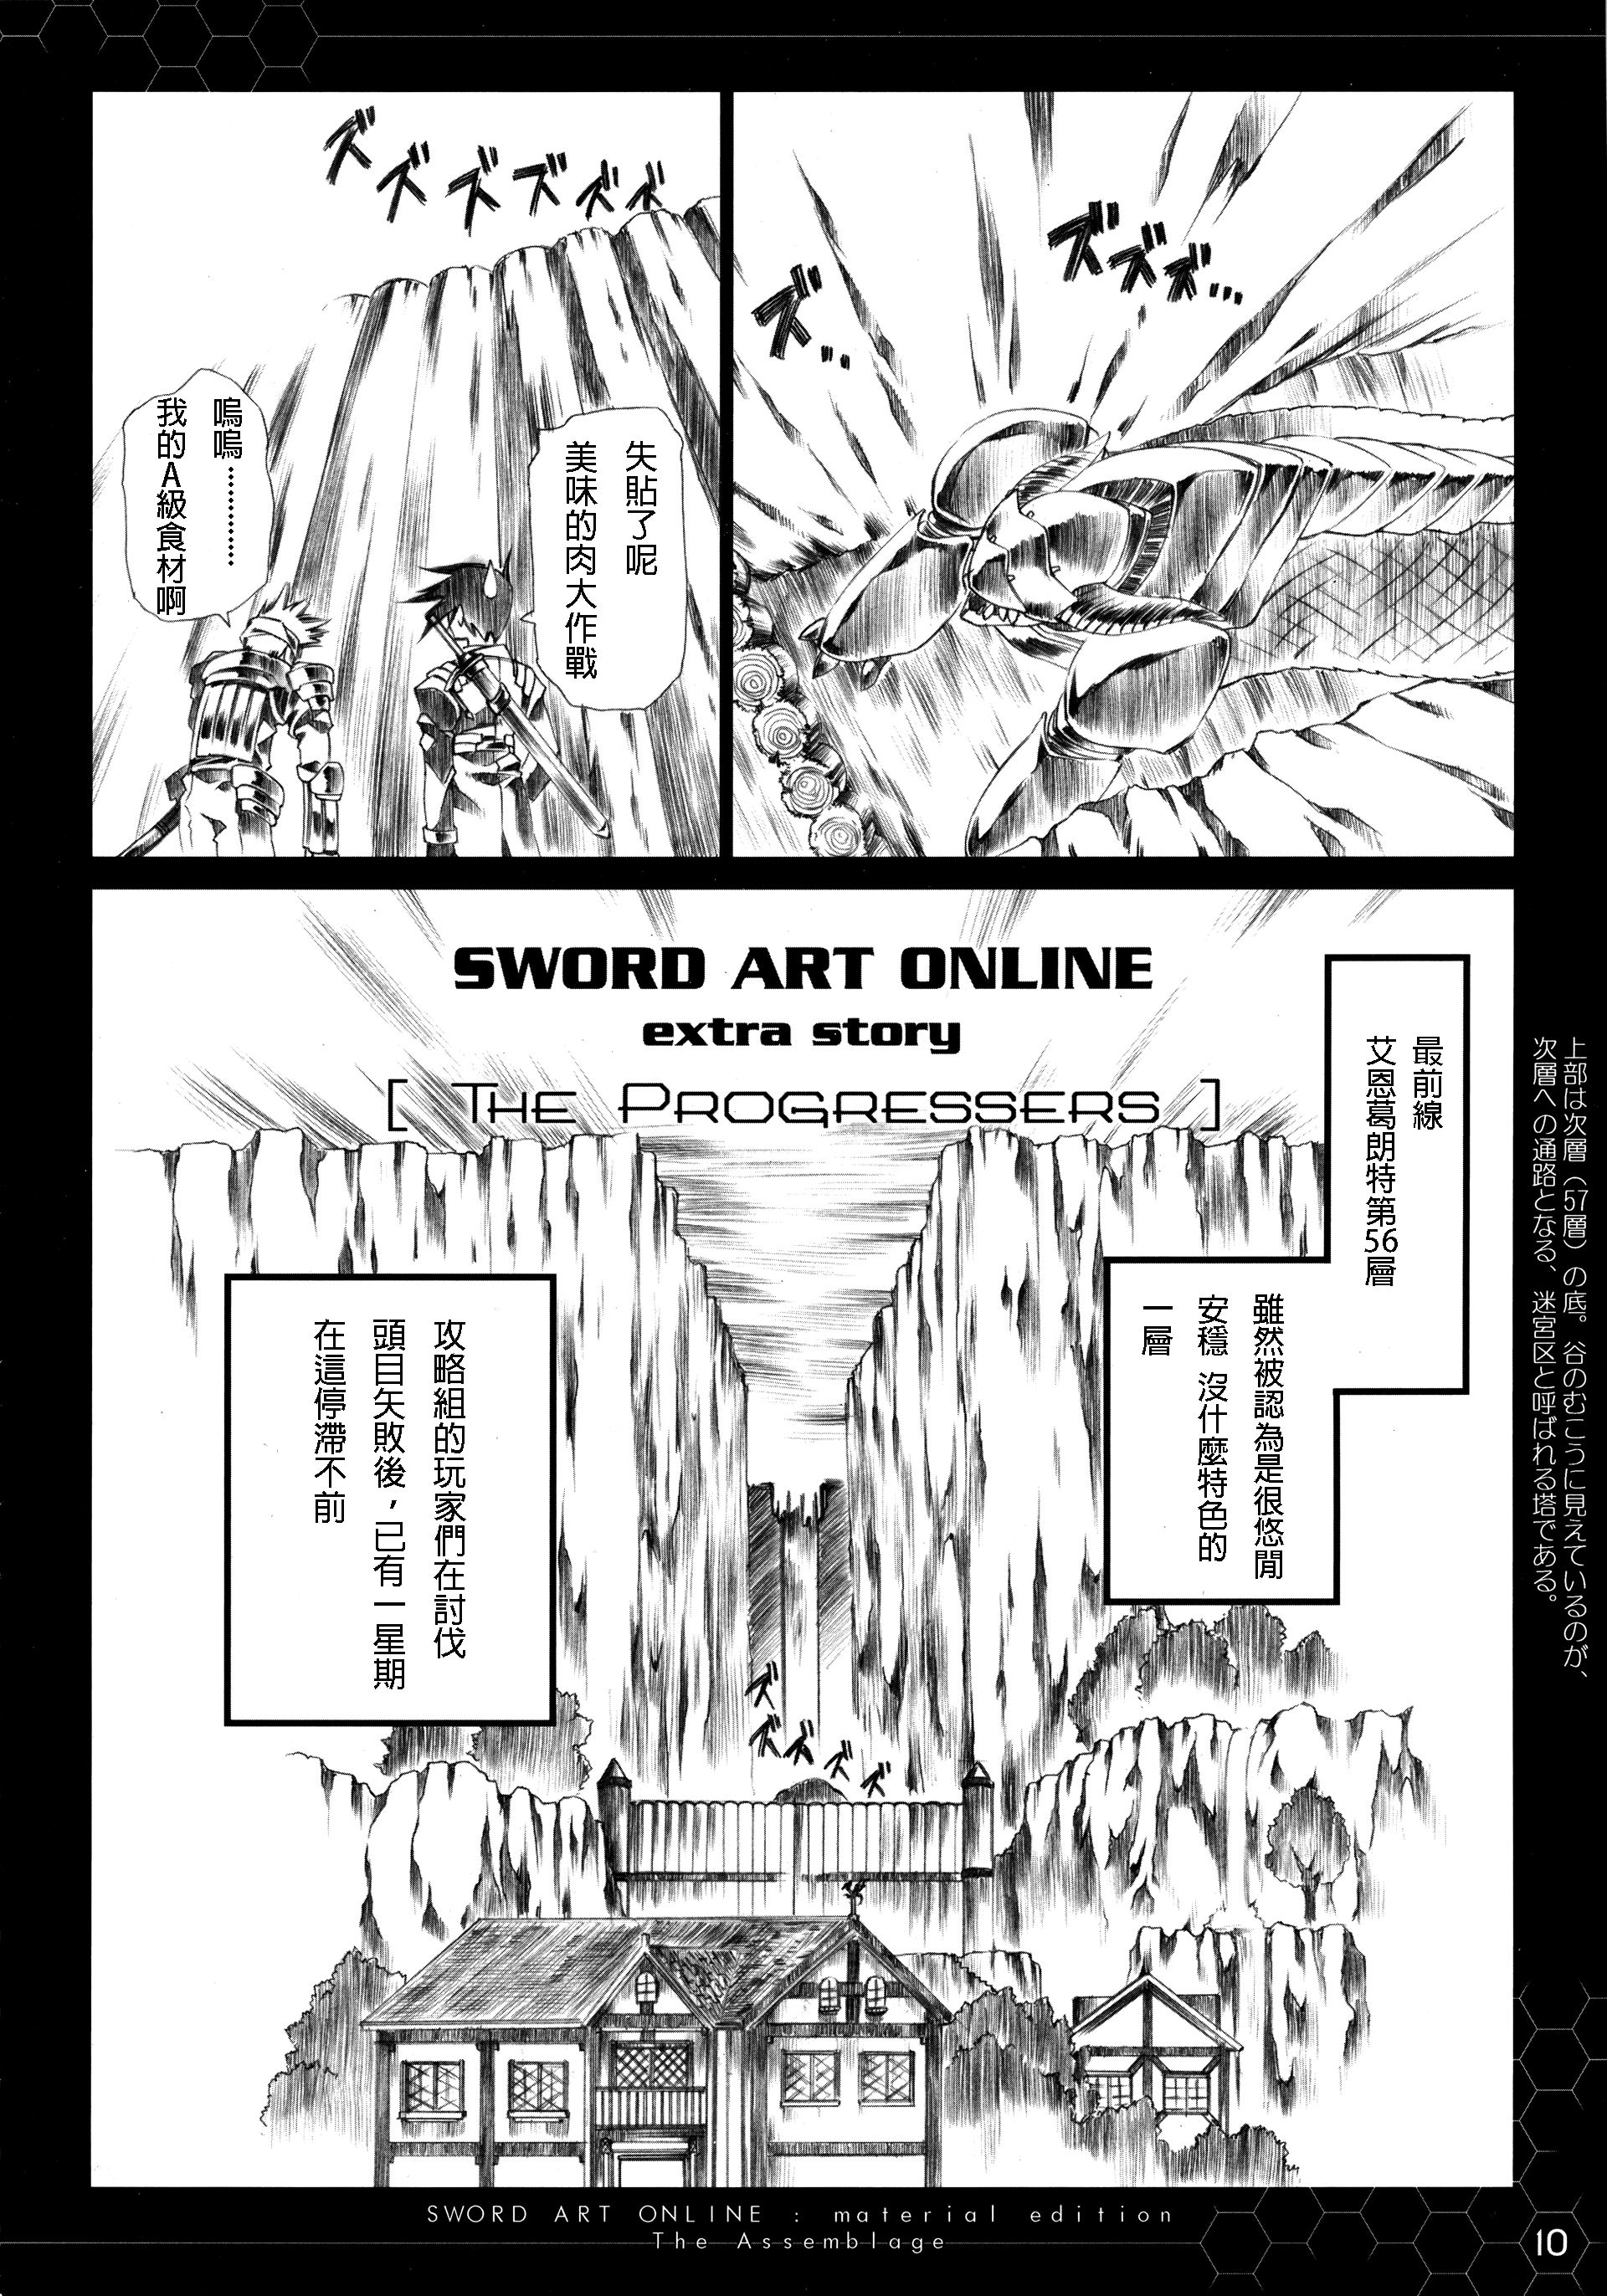 ズズズ…
ズ…
ズズズズズズ
失貼了呢
美味的肉大作戰
嗚嗚…………
我的A級食材啊
SWORD ART ONLINE
extra story
[ THE PROGRESSERS ]
最前線
艾恩葛朗特第56層
雖然被認為是很悠閒
安穩 沒什麼特色的
一層
攻略組的玩家們在討伐
頭目矢敗後，已有一星期
在這停滯不前
ズズズズズ
上部は次層（57層）の底。谷のむこうに見えているのが、
次層への通路となる、迷宮区と呼ばれる塔である。
SWORD ART ONLINE : material edition
The Assemblage
10